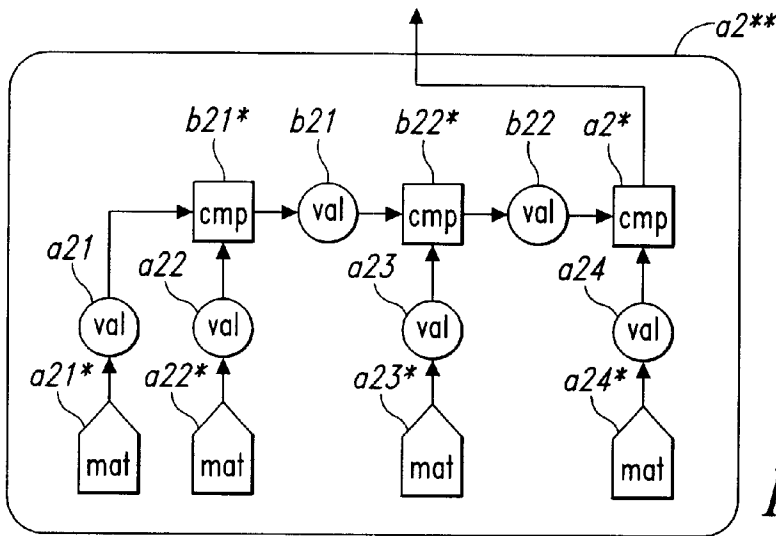 a2**
b21* b21 b22* b22 a2*
cmp val cmp val cmp
a21 a22 a23 a24
val val val val
a21* a22* a23* a24*
mat mat mat mat